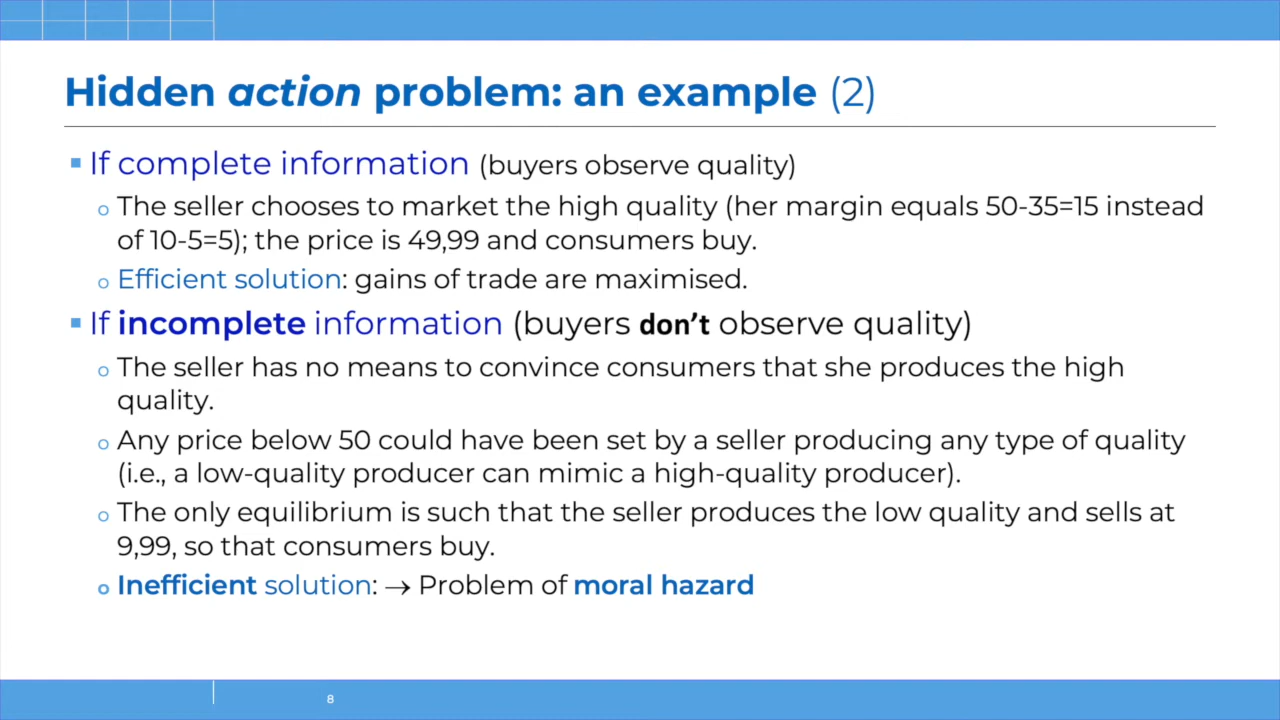 Hidden action problem: an example (2)
▪ If complete information (buyers observe quality)
o The seller chooses to market the high quality (her margin equals 50-35=15 instead
of 10-5=5); the price is 49,99 and consumers buy.
o Efficient solution: gains of trade are maximised.
▪ If incomplete information (buyers don't observe quality)
o The seller has no means to convince consumers that she produces the high
quality.
o Any price below 50 could have been set by a seller producing any type of quality
(i.e., a low-quality producer can mimic a high-quality producer).
o The only equilibrium is such that the seller produces the low quality and sells at
9,99, so that consumers buy.
o Inefficient solution: → Problem of moral hazard
8